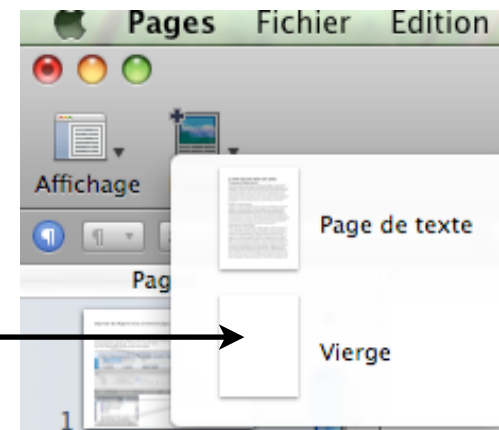 Pages Fichier Edition
Affichage
Page de texte
Pag
Vierge
1